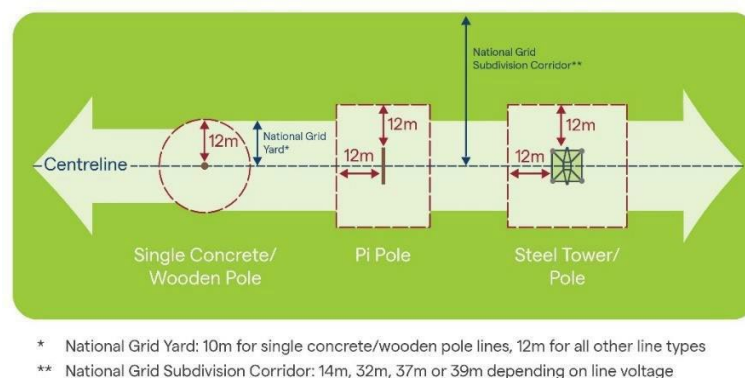 National Grid
Subdivision Corridor**
12m
National Grid
Yard*
12m
12m
12m
12m
Centreline
Single Concrete/
Wooden Pole
Pi Pole
Steel Tower/
Pole
* National Grid Yard: 10m for single concrete/wooden pole lines, 12m for all other line types
** National Grid Subdivision Corridor: 14m, 32m, 37m or 39m depending on line voltage